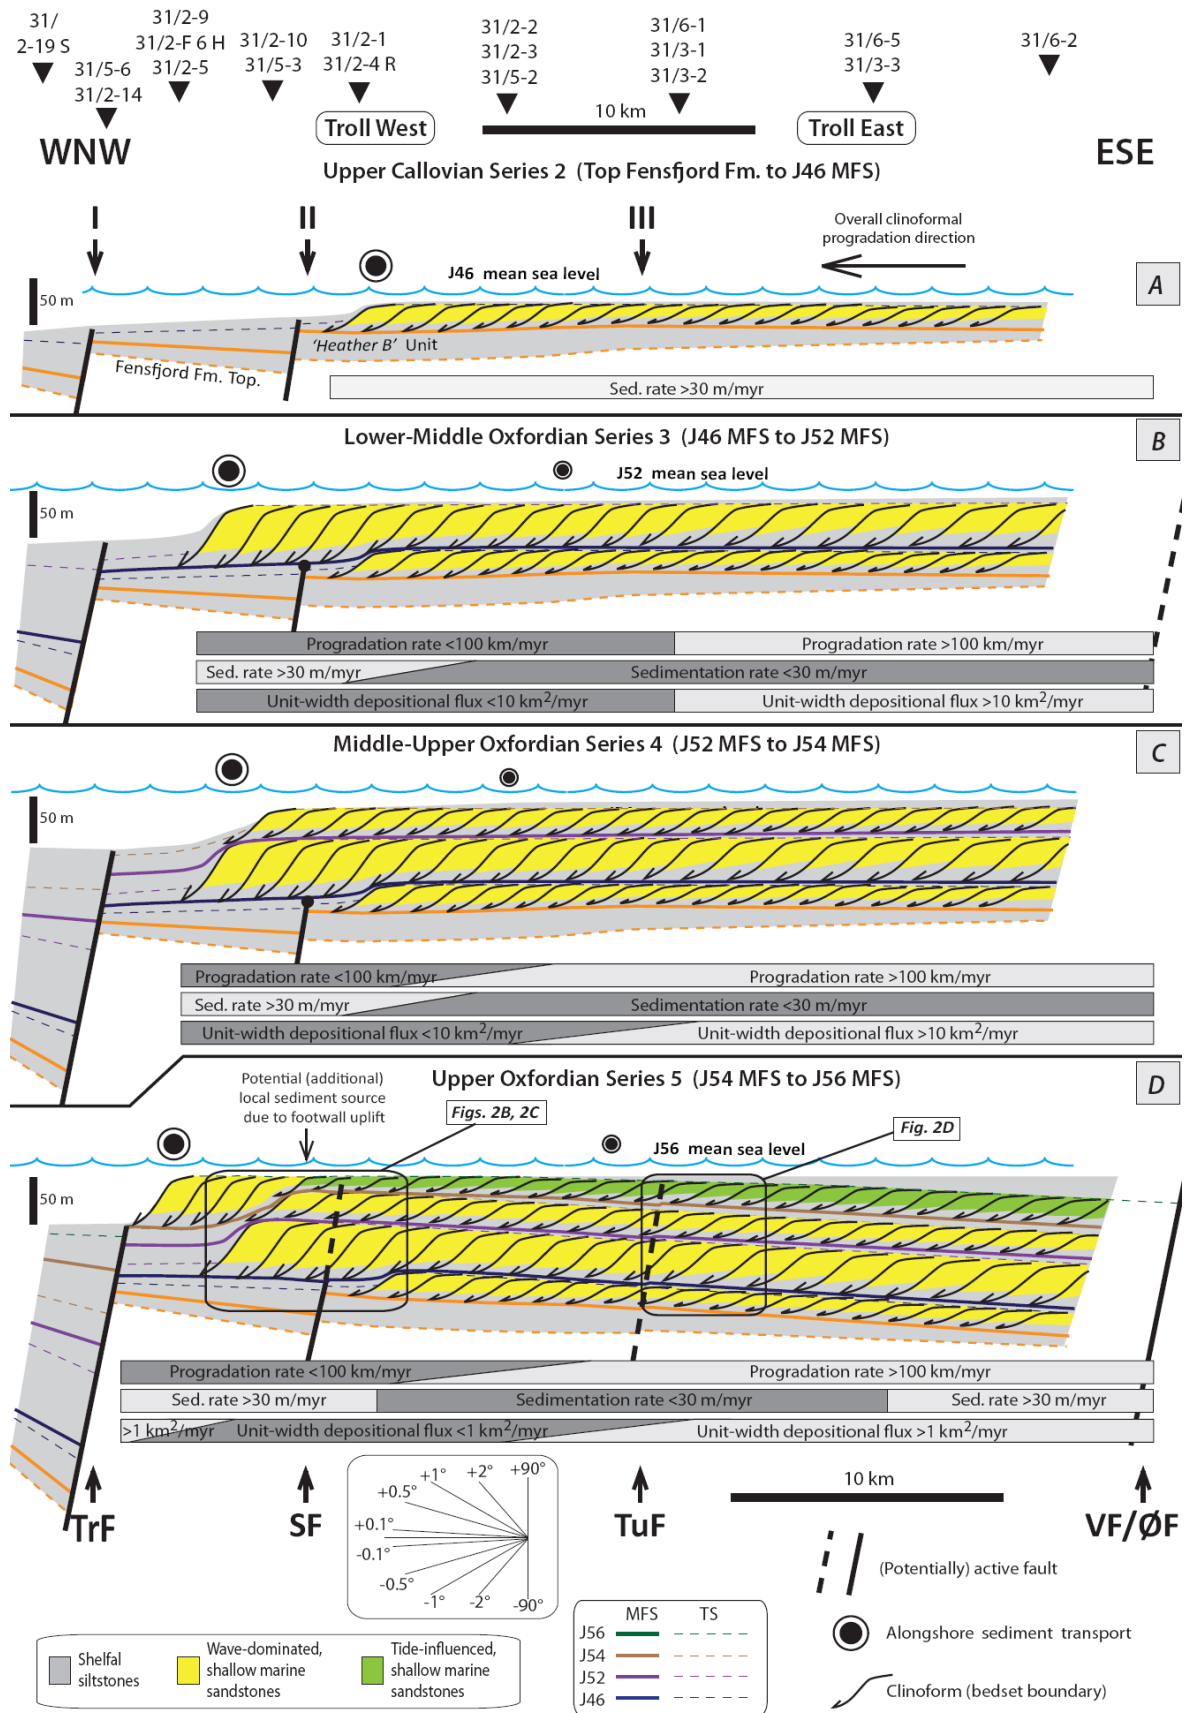 31/
2-19 S
31/5-6
31/2-14
31/2-9
31/2-F 6 H
31/2-5
31/2-10
31/5-3
31/2-1
31/2-4 R
31/2-2
31/2-3
31/5-2
31/6-1
31/3-1
31/3-2
31/6-5
31/3-3
31/6-2
Troll West
10 km
Troll East
WNW
ESE
Upper Callovian Series 2 (Top Fensfjord Fm. to J46 MFS)
I
II
III
Overall clinoformal
progradation direction
J46 mean sea level
A
50 m
'Heather B' Unit
Fensfjord Fm. Top.
Sed. rate >30 m/myr
Lower-Middle Oxfordian Series 3 (J46 MFS to J52 MFS)
B
J52 mean sea level
50 m
Progradation rate <100 km/myr
Progradation rate >100 km/myr
Sed. rate >30 m/myr
Sedimentation rate <30 m/myr
Unit-width depositional flux <10 km²/myr
Unit-width depositional flux >10 km²/myr
Middle-Upper Oxfordian Series 4 (J52 MFS to J54 MFS)
C
50 m
Progradation rate <100 km/myr
Progradation rate >100 km/myr
Sed. rate >30 m/myr
Sedimentation rate <30 m/myr
Unit-width depositional flux <10 km²/myr
Unit-width depositional flux >10 km²/myr
Potential (additional)
local sediment source
due to footwall uplift
Upper Oxfordian Series 5 (J54 MFS to J56 MFS)
D
Figs. 2B, 2C
Fig. 2D
J56 mean sea level
50 m
Progradation rate <100 km/myr
Progradation rate >100 km/myr
Sed. rate >30 m/myr
Sedimentation rate <30 m/myr
Sed. rate >30 m/myr
>1 km²/myr
Unit-width depositional flux <1 km²/myr
Unit-width depositional flux >1 km²/myr
TrF
SF
TuF
VF/ØF
+90°
+2°
+1°
+0.5°
+0.1°
-0.1°
-0.5°
-1°
-2°
-90°
10 km
(Potentially) active fault
Alongshore sediment transport
Clinoform (bedset boundary)
MFS TS
J56
J54
J52
J46
Shelfal
siltstones
Wave-dominated,
shallow marine
sandstones
Tide-influenced,
shallow marine
sandstones